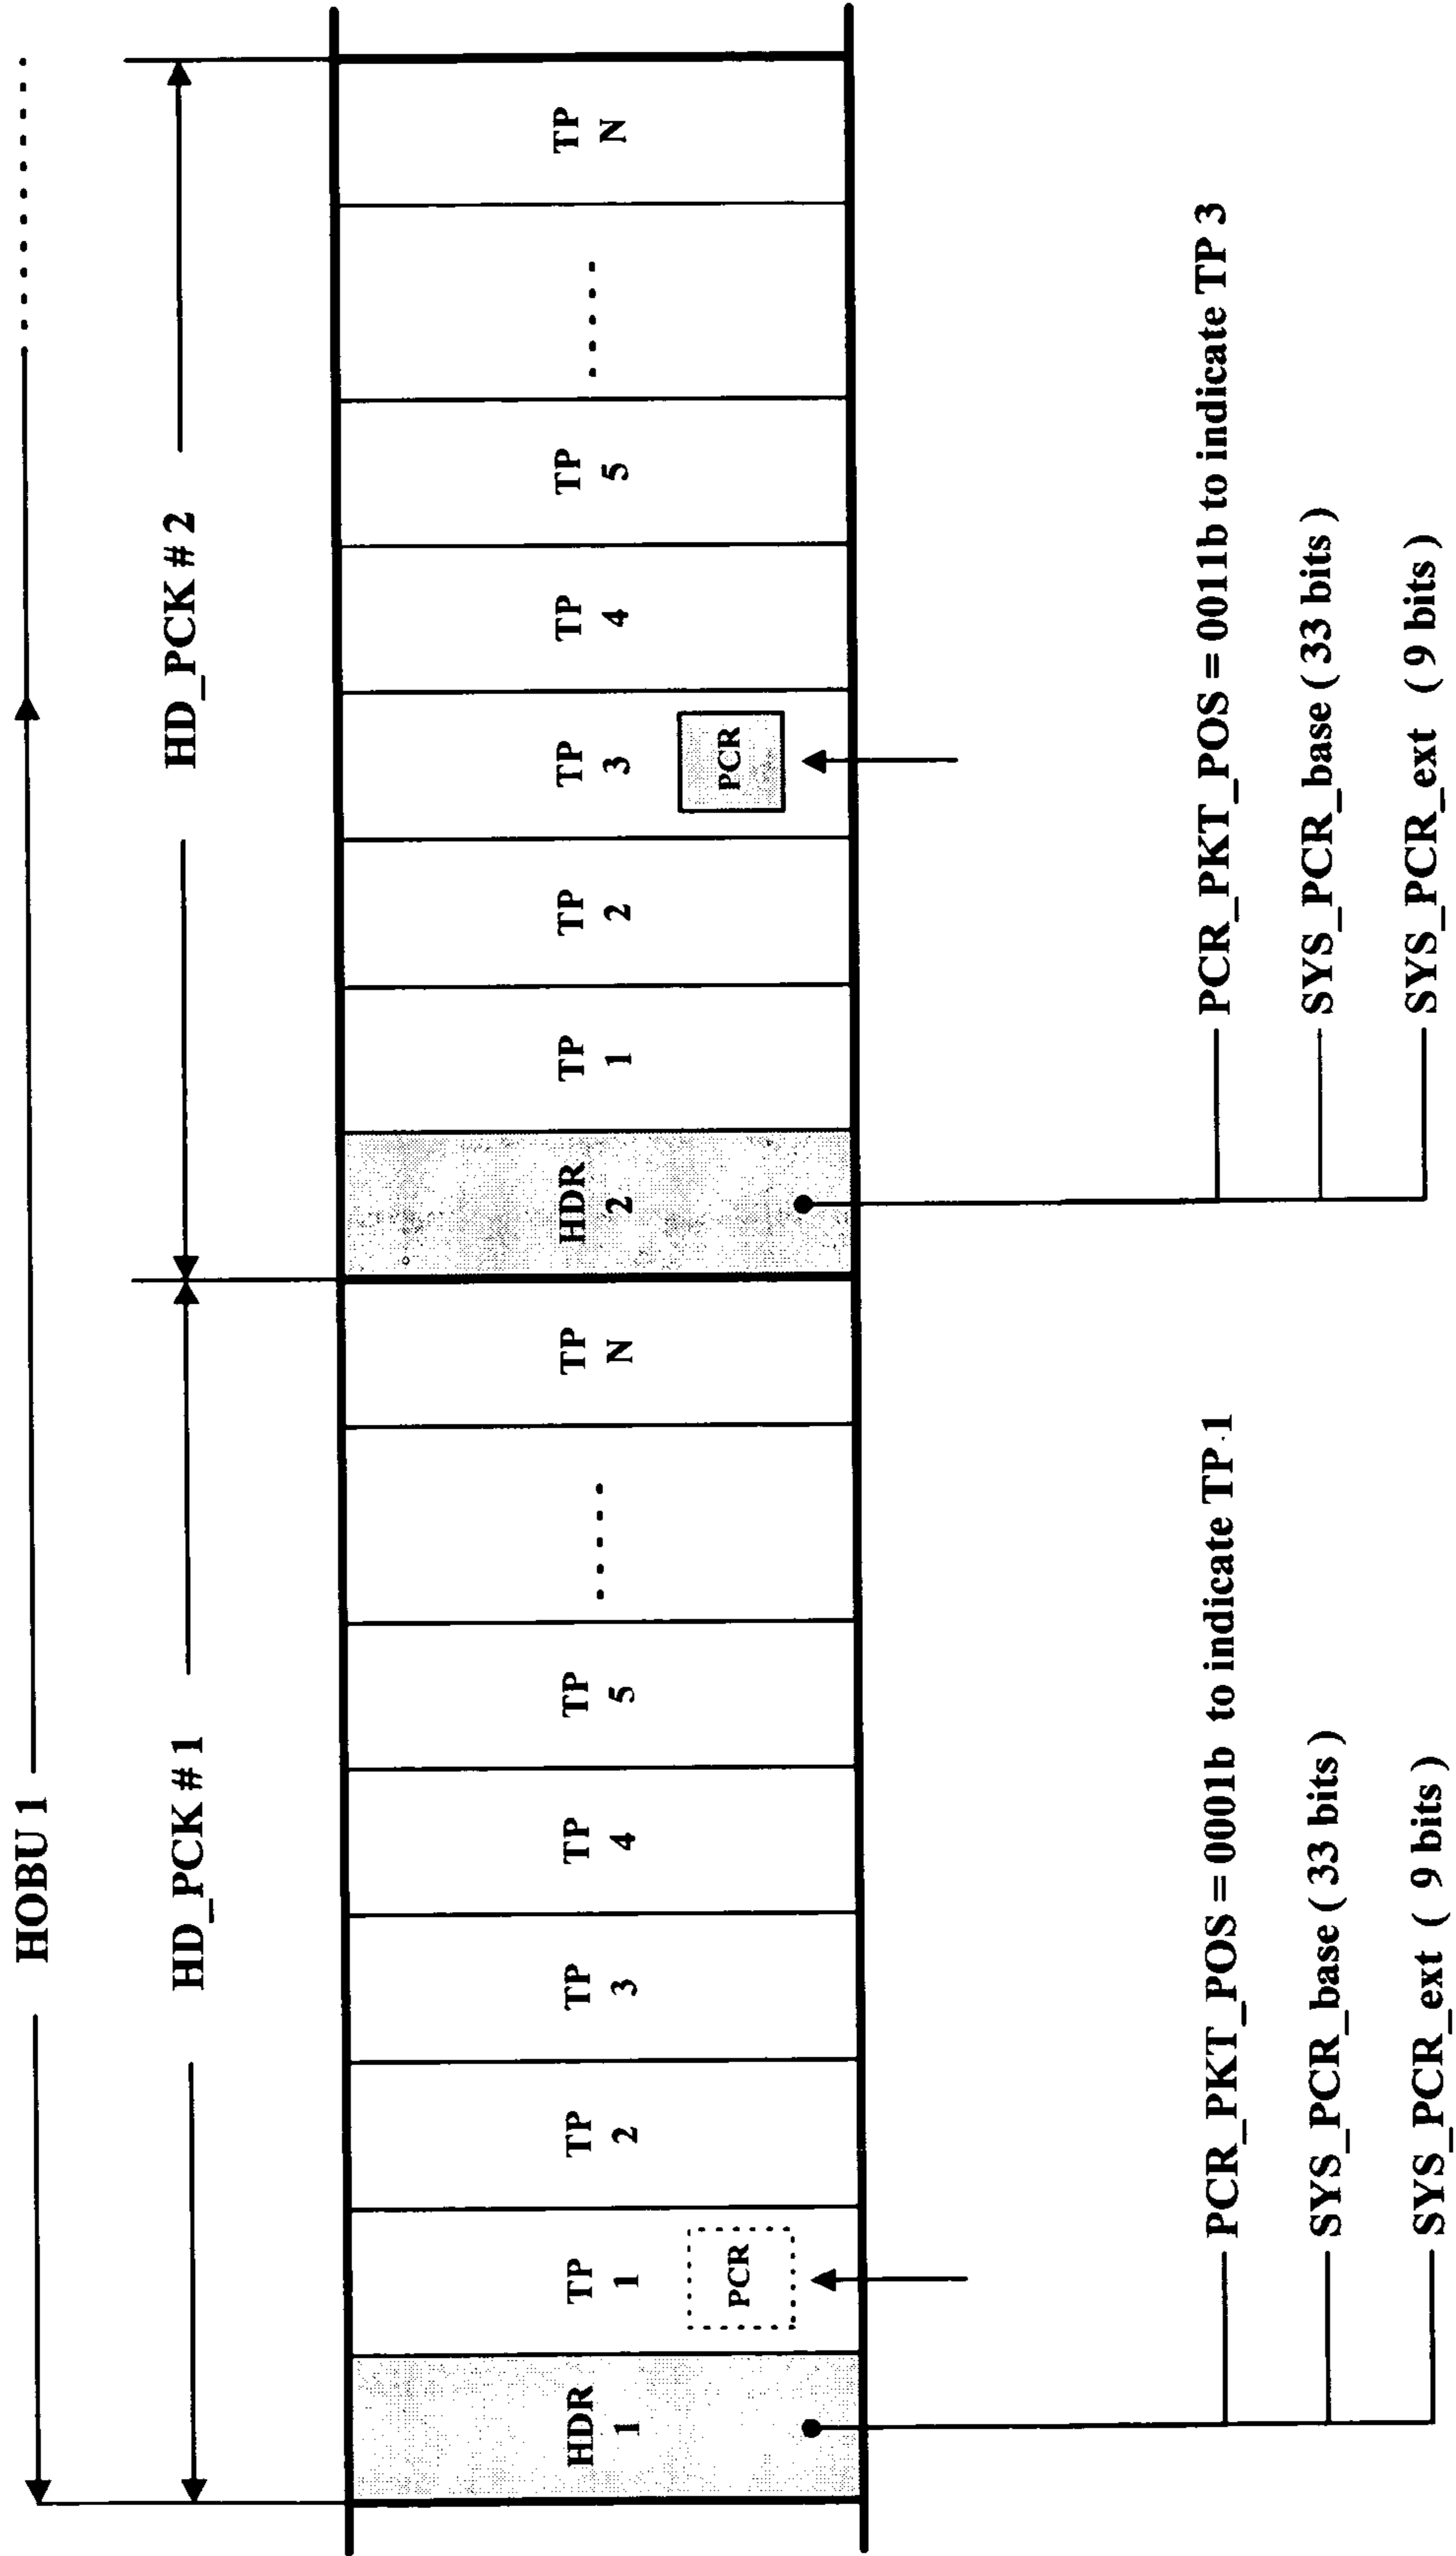 HOBU 1
HD_PCK # 1
HD_PCK # 2
HDR 1
TP 1
TP 2
TP 3
TP 4
TP 5
.....
TP N
HDR 2
TP 1
TP 2
TP 3
TP 4
TP 5
.....
TP N
PCR
PCR
PCR_PKT_POS = 0001b to indicate TP 1
SYS_PCR_base ( 33 bits )
SYS_PCR_ext ( 9 bits )
PCR_PKT_POS = 0011b to indicate TP 3
SYS_PCR_base ( 33 bits )
SYS_PCR_ext ( 9 bits )